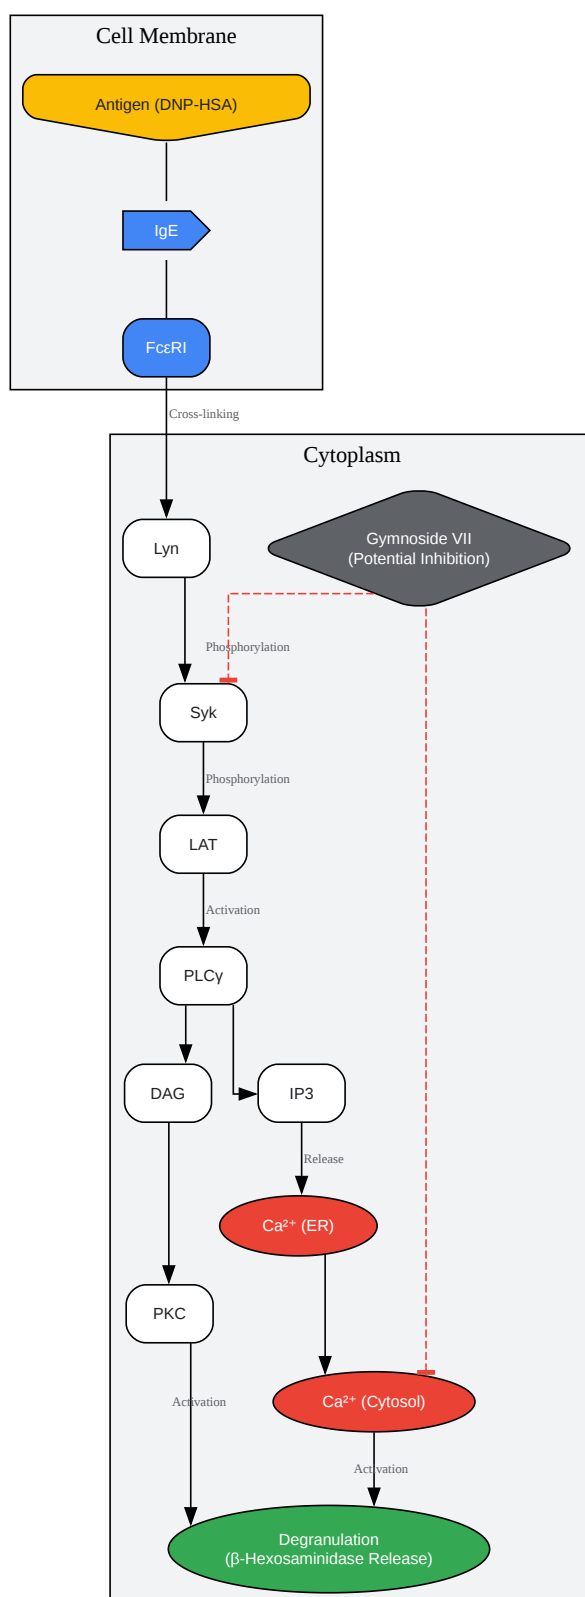 Cell Membrane
Antigen (DNP-HSA)
IgE
FcεRI
Cross-linking
Cytoplasm
Lyn
Gymnoside VII
(Potential Inhibition)
Phosphorylation
Syk
Phosphorylation
LAT
Activation
PLCγ
DAG
IP3
Release
Ca²⁺ (ER)
PKC
Activation
Ca²⁺ (Cytosol)
Activation
Degranulation
(β-Hexosaminidase Release)